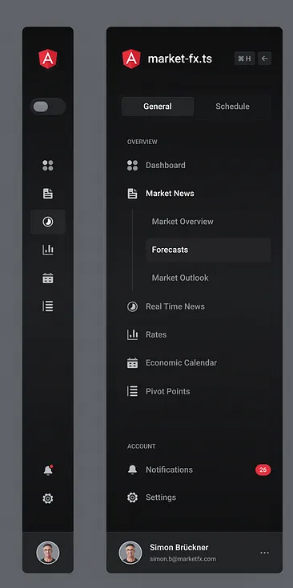 A
A
market-fx.ts
⌘ H
General
Schedule
OVERVIEW
Dashboard
Market News
Market Overview
Forecasts
Market Outlook
Real Time News
Rates
Economic Calendar
Pivot Points
ACCOUNT
Notifications
26
Settings
Simon Brückner
simon.b@marketfx.com